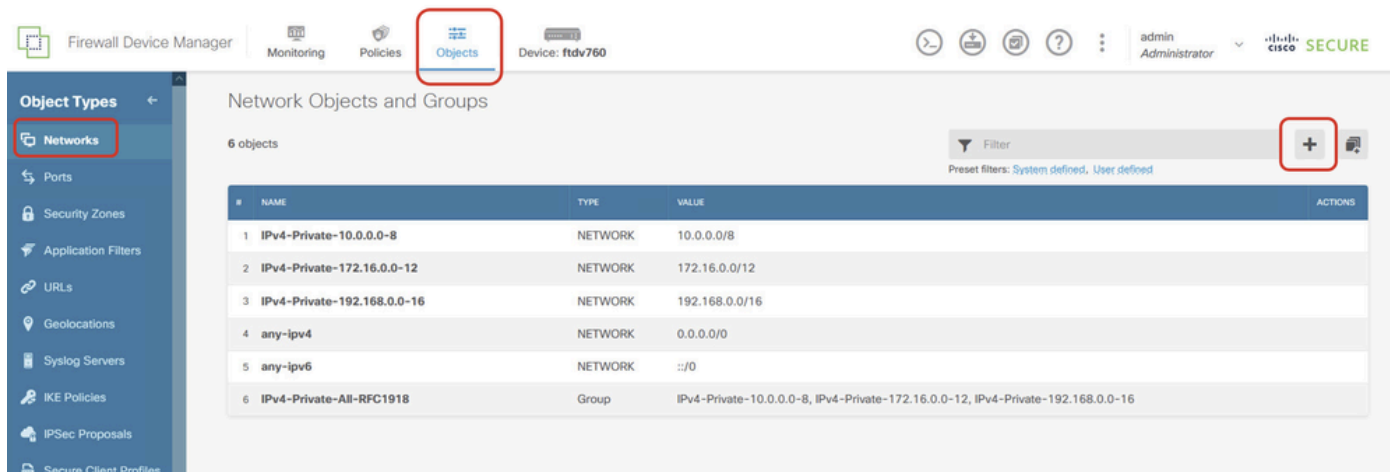 Firewall Device Manager
Monitoring
Policies
Objects
Device: ftdv760
admin
Administrator
CISCO SECURE
Object Types
Networks
Ports
Security Zones
Application Filters
URLs
Geolocations
Syslog Servers
IKE Policies
IPSec Proposals
Secure Client Profiles
Network Objects and Groups
6 objects
Filter
Preset filters: System defined, User defined
# NAME TYPE VALUE ACTIONS
1 IPv4-Private-10.0.0.0-8 NETWORK 10.0.0.0/8
2 IPv4-Private-172.16.0.0-12 NETWORK 172.16.0.0/12
3 IPv4-Private-192.168.0.0-16 NETWORK 192.168.0.0/16
4 any-ipv4 NETWORK 0.0.0.0/0
5 any-ipv6 NETWORK ::/0
6 IPv4-Private-All-RFC1918 Group IPv4-Private-10.0.0.0-8, IPv4-Private-172.16.0.0-12, IPv4-Private-192.168.0.0-16